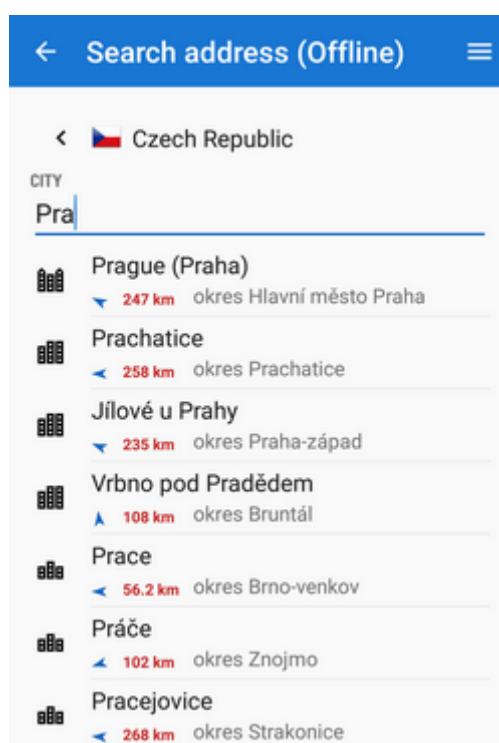 Search address (Offline)
Czech Republic
CITY
Pra
Prague (Praha)
247 km okres Hlavní město Praha
Prachatice
258 km okres Prachatice
Jílové u Prahy
235 km okres Praha-západ
Vrbno pod Pradědem
108 km okres Bruntál
Prace
56.2 km okres Brno-venkov
Práče
102 km okres Znojmo
Pracejovice
268 km okres Strakonice